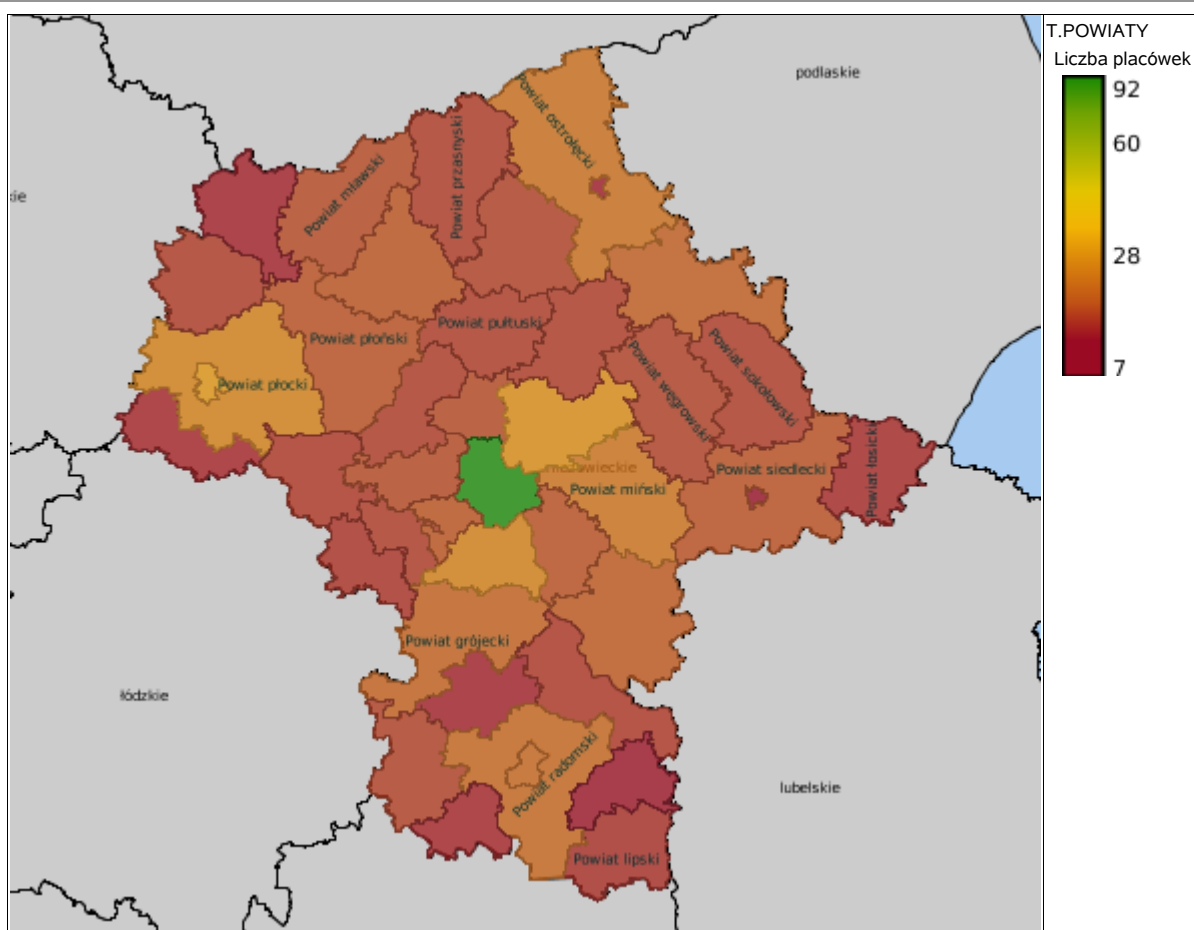 T.POWIATY
Liczba placówek
92
60
28
7
podlaskie
Powiat ostrołęcki
Powiat przasnyski
Powiat mławski
Powiat pułtuski
Powiat płoński
Powiat węgrowski
Powiat sokołowski
Powiat płocki
mazowieckie
Powiat siedlecki
Powiat łosicki
Powiat miński
Powiat grójecki
łódzkie
Powiat radomski
lubelskie
Powiat lipski